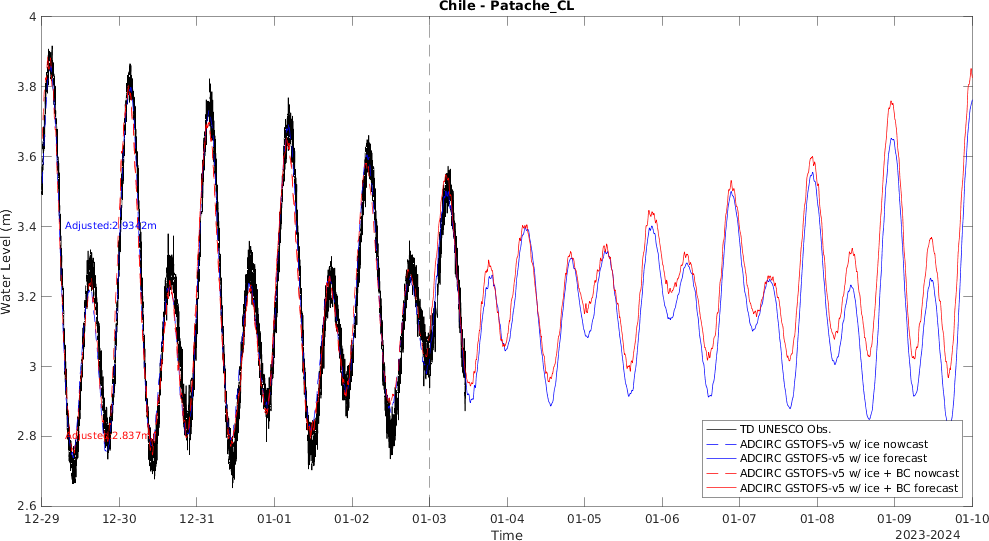 Chile - Patache_CL
4
3.8
3.6
3.4
3.2
3
2.8
2.6
Water Level (m)
Adjusted:2.9342m
Adjusted:2.837m
TD UNESCO Obs.
ADCIRC GSTOFS-v5 w/ ice nowcast
ADCIRC GSTOFS-v5 w/ ice forecast
ADCIRC GSTOFS-v5 w/ ice + BC nowcast
ADCIRC GSTOFS-v5 w/ ice + BC forecast
12-29 12-30 12-31 01-01 01-02 01-03 01-04 01-05 01-06 01-07 01-08 01-09 01-10
Time
2023-2024